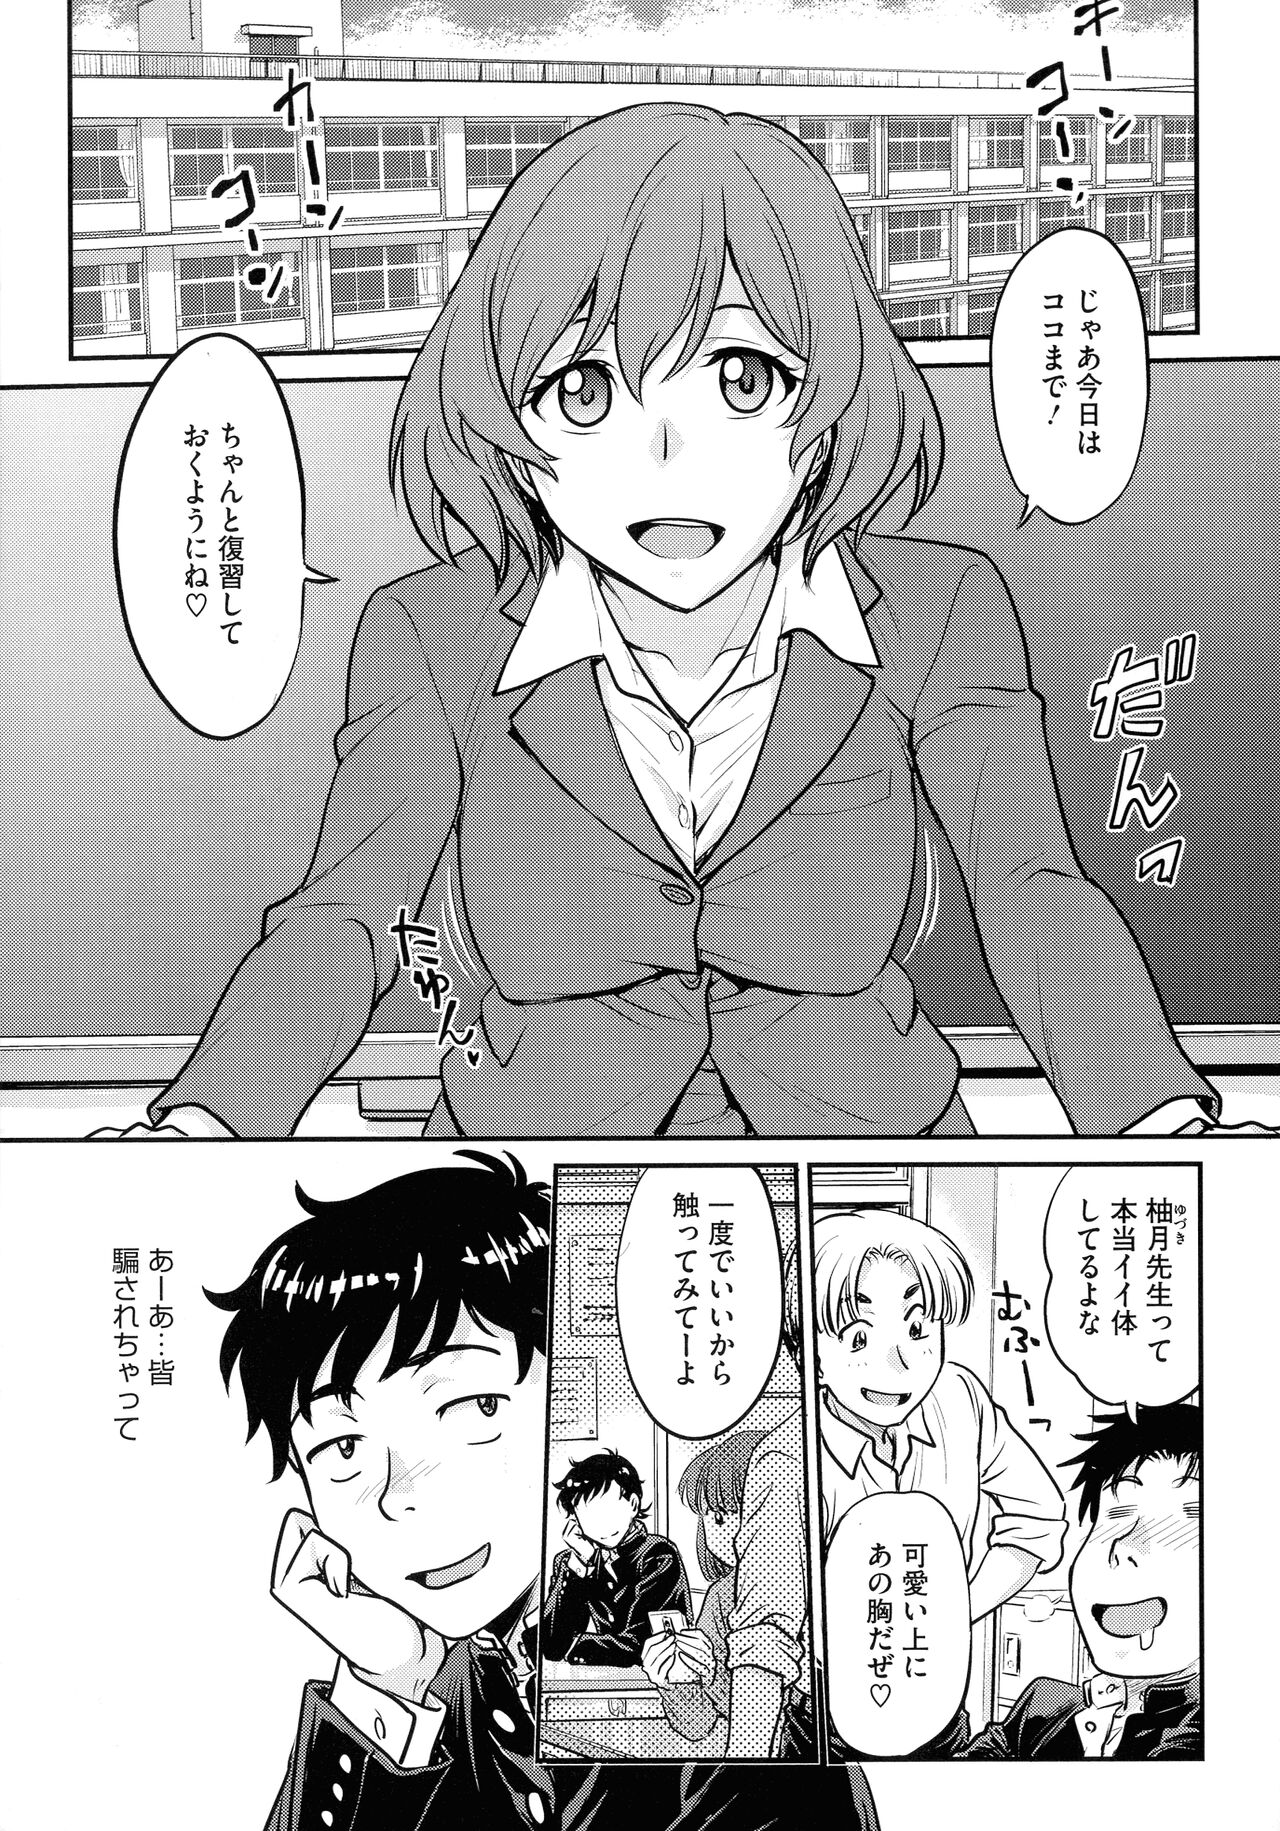 キーン
コーン
カーン
コーン
じゃあ今日は
ココまで！
ちゃんと復習して
おくようにね♡
だんっ
たゆん♥
柚月先生って
ゆづき
本当イイ体
してるよな
むふーっ
可愛い上に
あの胸だぜ♡
一度でいいから
触ってみてーよ
あーあ…皆
騙されちゃって